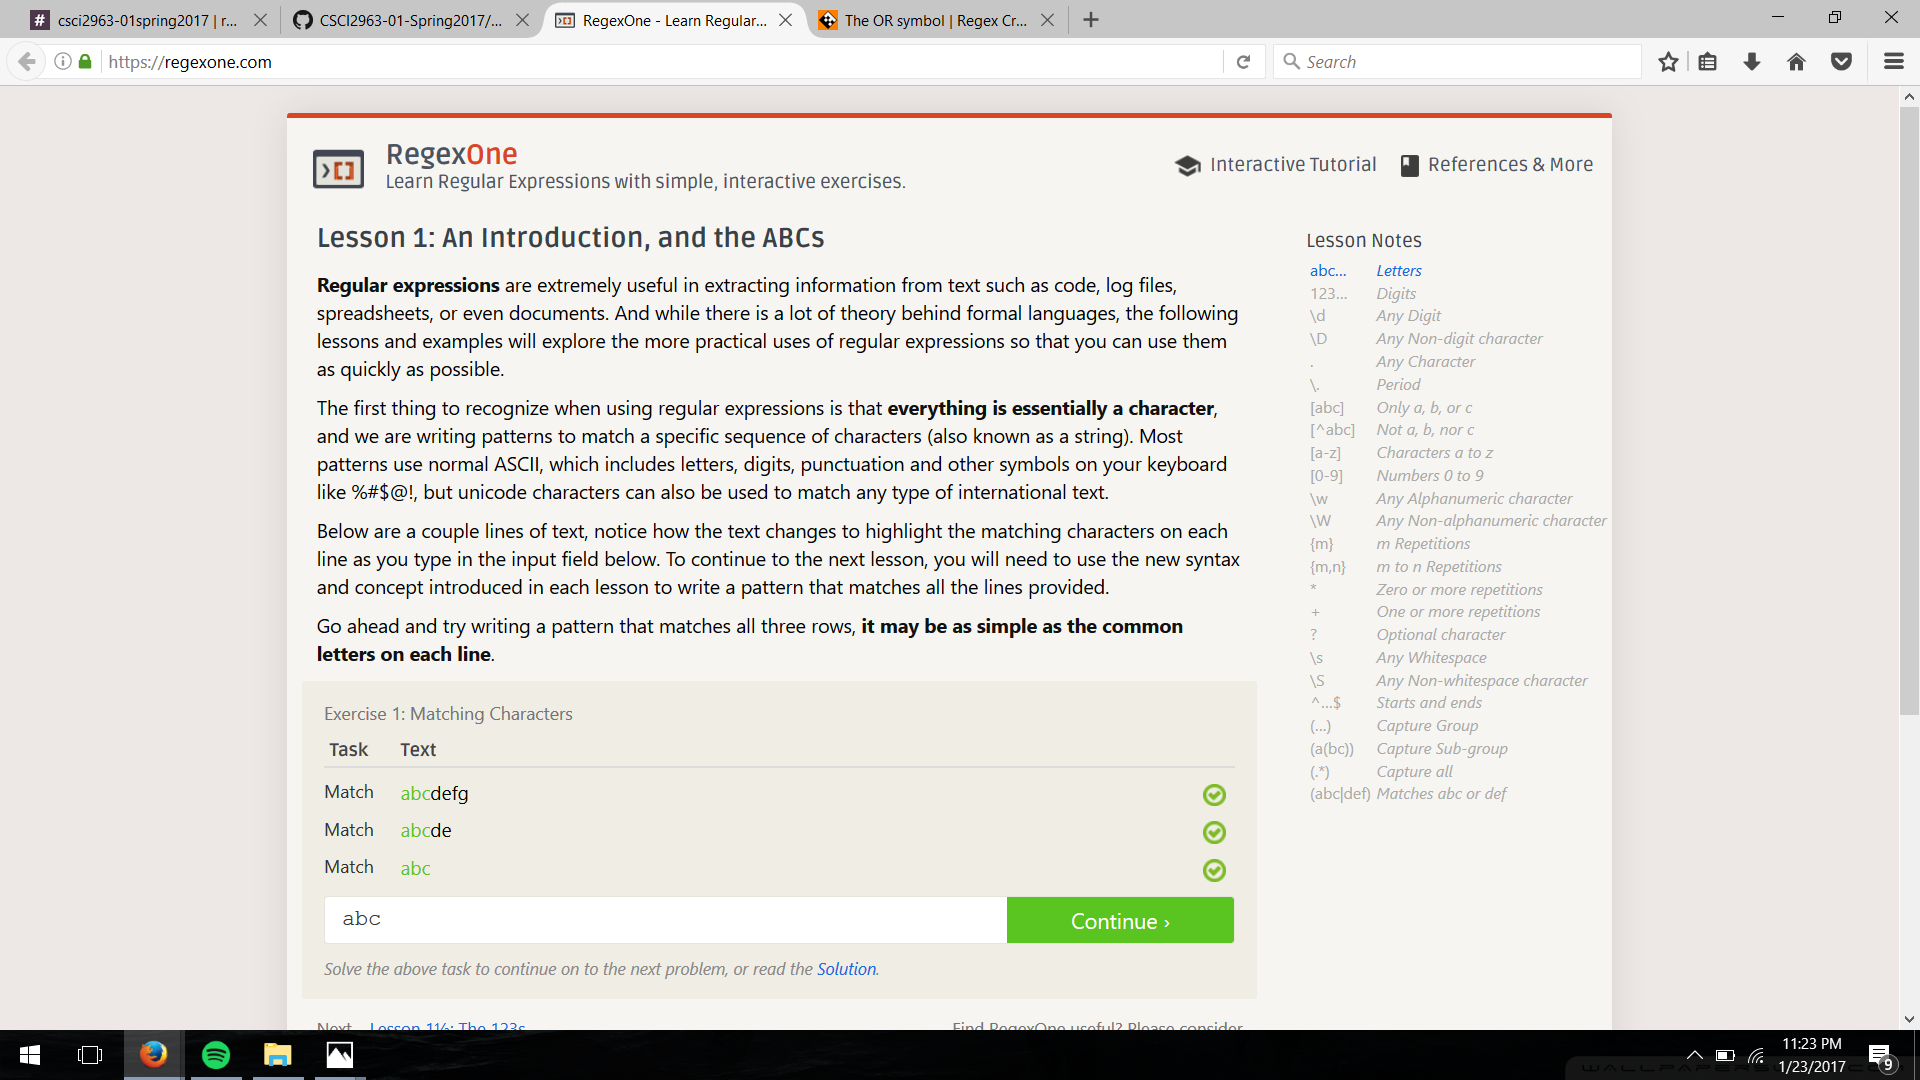 csci2963-01spring2017 | r...
CSCI2963-01-Spring2017/...
RegexOne - Learn Regular...
The OR symbol | Regex Cr...
https://regexone.com
Search
RegexOne
Learn Regular Expressions with simple, interactive exercises.
Interactive Tutorial
References & More
Lesson 1: An Introduction, and the ABCs
Regular expressions are extremely useful in extracting information from text such as code, log files,
spreadsheets, or even documents. And while there is a lot of theory behind formal languages, the following
lessons and examples will explore the more practical uses of regular expressions so that you can use them
as quickly as possible.
The first thing to recognize when using regular expressions is that everything is essentially a character,
and we are writing patterns to match a specific sequence of characters (also known as a string). Most
patterns use normal ASCII, which includes letters, digits, punctuation and other symbols on your keyboard
like %#$@!, but unicode characters can also be used to match any type of international text.
Below are a couple lines of text, notice how the text changes to highlight the matching characters on each
line as you type in the input field below. To continue to the next lesson, you will need to use the new syntax
and concept introduced in each lesson to write a pattern that matches all the lines provided.
Go ahead and try writing a pattern that matches all three rows, it may be as simple as the common
letters on each line.
Exercise 1: Matching Characters
Task Text
Match abcdefg
Match abcde
Match abc
abc
Continue ›
Solve the above task to continue on to the next problem, or read the Solution.
Next Lesson 1½: The 123s
Find RegexOne useful? Please consider
Lesson Notes
abc... Letters
123... Digits
\d Any Digit
\D Any Non-digit character
. Any Character
\. Period
[abc] Only a, b, or c
[^abc] Not a, b, nor c
[a-z] Characters a to z
[0-9] Numbers 0 to 9
\w Any Alphanumeric character
\W Any Non-alphanumeric character
{m} m Repetitions
{m,n} m to n Repetitions
* Zero or more repetitions
+ One or more repetitions
? Optional character
\s Any Whitespace
\S Any Non-whitespace character
^...$ Starts and ends
(...) Capture Group
(a(bc)) Capture Sub-group
(.*) Capture all
(abc|def) Matches abc or def
11:23 PM
1/23/2017
9